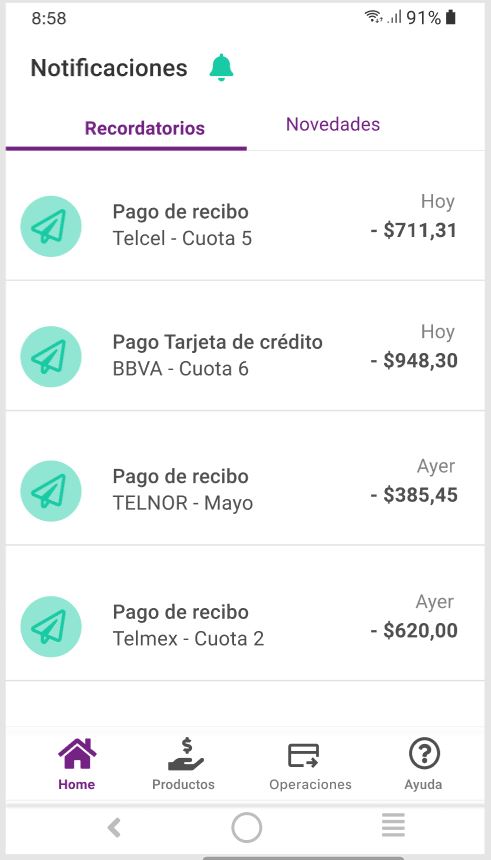 8:58 91%
Notificaciones
Recordatorios Novedades
Hoy
Pago de recibo
- $711,31
Telcel - Cuota 5
Hoy
Pago Tarjeta de crédito
- $948,30
BBVA - Cuota 6
Ayer
Pago de recibo
- $385,45
TELNOR - Mayo
Ayer
Pago de recibo
- $620,00
Telmex - Cuota 2
$ ?
Home Productos Operaciones Ayuda